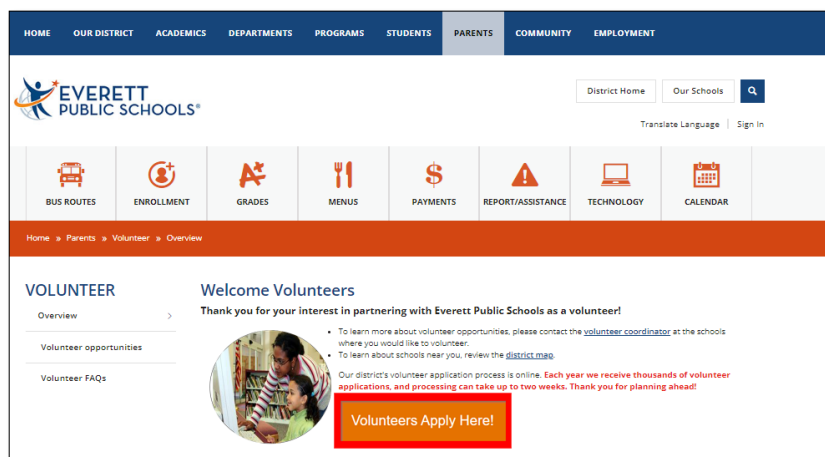 HOME OUR DISTRICT ACADEMICS DEPARTMENTS PROGRAMS STUDENTS PARENTS COMMUNITY EMPLOYMENT
EVERETT
PUBLIC SCHOOLS®
District Home Our Schools
Translate Language Sign In
BUS ROUTES ENROLLMENT GRADES MENUS PAYMENTS REPORT/ASSISTANCE TECHNOLOGY CALENDAR
Home » Parents » Volunteer » Overview
VOLUNTEER
Overview >
Volunteer opportunities
Volunteer FAQs
Welcome Volunteers
Thank you for your interest in partnering with Everett Public Schools as a volunteer!
• To learn more about volunteer opportunities, please contact the volunteer coordinator at the schools
where you would like to volunteer.
• To learn about schools near you, review the district map.
Our district's volunteer application process is online. Each year we receive thousands of volunteer
applications, and processing can take up to two weeks. Thank you for planning ahead!
Volunteers Apply Here!